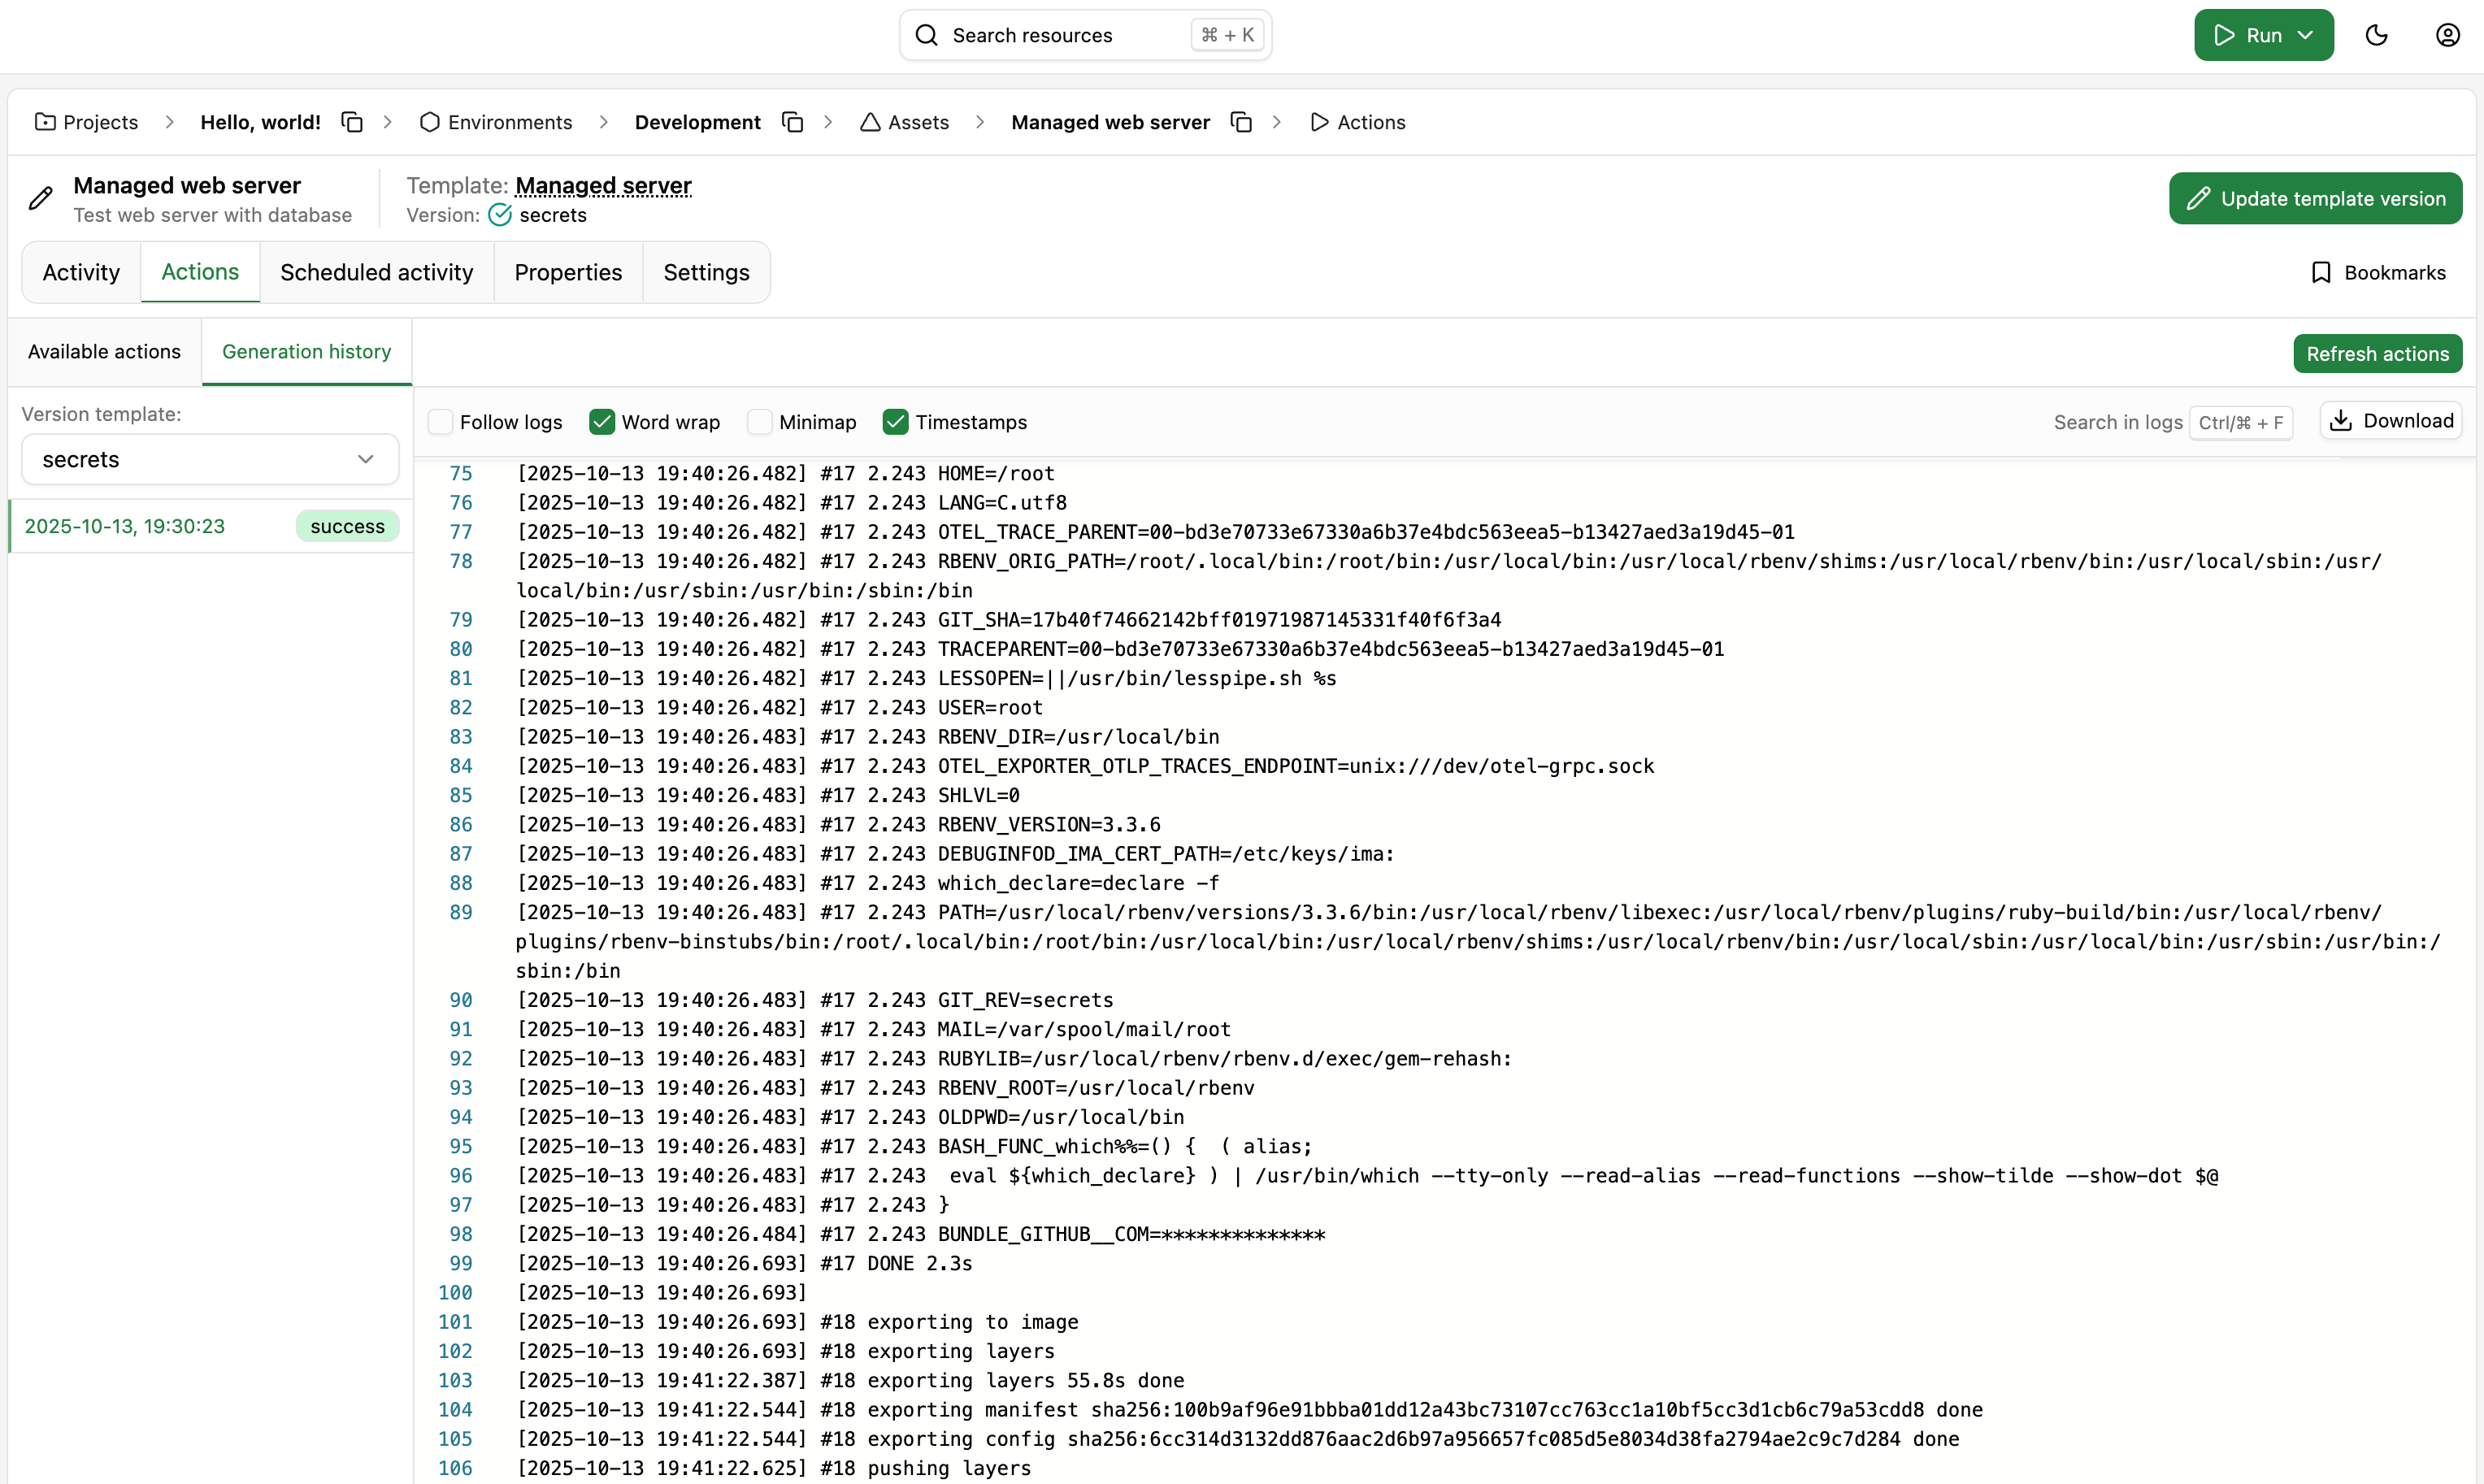 Search resources ⌘ + K
Run
Projects > Hello, world! > Environments > Development > Assets > Managed web server > Actions
Managed web server
Test web server with database
Template: Managed server
Version: secrets
Update template version
Activity Actions Scheduled activity Properties Settings
Bookmarks
Available actions Generation history
Refresh actions
Version template:
secrets
2025-10-13, 19:30:23 success
Follow logs Word wrap Minimap Timestamps
Search in logs Ctrl/⌘ + F Download
75 [2025-10-13 19:40:26.482] #17 2.243 HOME=/root
76 [2025-10-13 19:40:26.482] #17 2.243 LANG=C.utf8
77 [2025-10-13 19:40:26.482] #17 2.243 OTEL_TRACE_PARENT=00-bd3e70733e67330a6b37e4bdc563eea5-b13427aed3a19d45-01
78 [2025-10-13 19:40:26.482] #17 2.243 RBENV_ORIG_PATH=/root/.local/bin:/root/bin:/usr/local/bin:/usr/local/rbenv/shims:/usr/local/rbenv/bin:/usr/local/sbin:/usr/
local/bin:/usr/sbin:/usr/bin:/sbin:/bin
79 [2025-10-13 19:40:26.482] #17 2.243 GIT_SHA=17b40f74662142bff01971987145331f40f6f3a4
80 [2025-10-13 19:40:26.482] #17 2.243 TRACEPARENT=00-bd3e70733e67330a6b37e4bdc563eea5-b13427aed3a19d45-01
81 [2025-10-13 19:40:26.482] #17 2.243 LESSOPEN=||/usr/bin/lesspipe.sh %s
82 [2025-10-13 19:40:26.482] #17 2.243 USER=root
83 [2025-10-13 19:40:26.483] #17 2.243 RBENV_DIR=/usr/local/bin
84 [2025-10-13 19:40:26.483] #17 2.243 OTEL_EXPORTER_OTLP_TRACES_ENDPOINT=unix:///dev/otel-grpc.sock
85 [2025-10-13 19:40:26.483] #17 2.243 SHLVL=0
86 [2025-10-13 19:40:26.483] #17 2.243 RBENV_VERSION=3.3.6
87 [2025-10-13 19:40:26.483] #17 2.243 DEBUGINFOD_IMA_CERT_PATH=/etc/keys/ima:
88 [2025-10-13 19:40:26.483] #17 2.243 which_declare=declare -f
89 [2025-10-13 19:40:26.483] #17 2.243 PATH=/usr/local/rbenv/versions/3.3.6/bin:/usr/local/rbenv/libexec:/usr/local/rbenv/plugins/ruby-build/bin:/usr/local/rbenv/
plugins/rbenv-binstubs/bin:/root/.local/bin:/root/bin:/usr/local/bin:/usr/local/rbenv/shims:/usr/local/rbenv/bin:/usr/local/sbin:/usr/local/bin:/usr/sbin:/usr/bin:/
sbin:/bin
90 [2025-10-13 19:40:26.483] #17 2.243 GIT_REV=secrets
91 [2025-10-13 19:40:26.483] #17 2.243 MAIL=/var/spool/mail/root
92 [2025-10-13 19:40:26.483] #17 2.243 RUBYLIB=/usr/local/rbenv/rbenv.d/exec/gem-rehash:
93 [2025-10-13 19:40:26.483] #17 2.243 RBENV_ROOT=/usr/local/rbenv
94 [2025-10-13 19:40:26.483] #17 2.243 OLDPWD=/usr/local/bin
95 [2025-10-13 19:40:26.483] #17 2.243 BASH_FUNC_which%%=() {  ( alias;
96 [2025-10-13 19:40:26.483] #17 2.243  eval ${which_declare} ) | /usr/bin/which --tty-only --read-alias --read-functions --show-tilde --show-dot $@
97 [2025-10-13 19:40:26.483] #17 2.243 }
98 [2025-10-13 19:40:26.484] #17 2.243 BUNDLE_GITHUB__COM=**************
99 [2025-10-13 19:40:26.693] #17 DONE 2.3s
100 [2025-10-13 19:40:26.693]
101 [2025-10-13 19:40:26.693] #18 exporting to image
102 [2025-10-13 19:40:26.693] #18 exporting layers
103 [2025-10-13 19:41:22.387] #18 exporting layers 55.8s done
104 [2025-10-13 19:41:22.544] #18 exporting manifest sha256:100b9af96e91bbba01dd12a43bc73107cc763cc1a10bf5cc3d1cb6c79a53cdd8 done
105 [2025-10-13 19:41:22.544] #18 exporting config sha256:6cc314d3132dd876aac2d6b97a956657fc085d5e8034d38fa2794ae2c9c7d284 done
106 [2025-10-13 19:41:22.625] #18 pushing layers